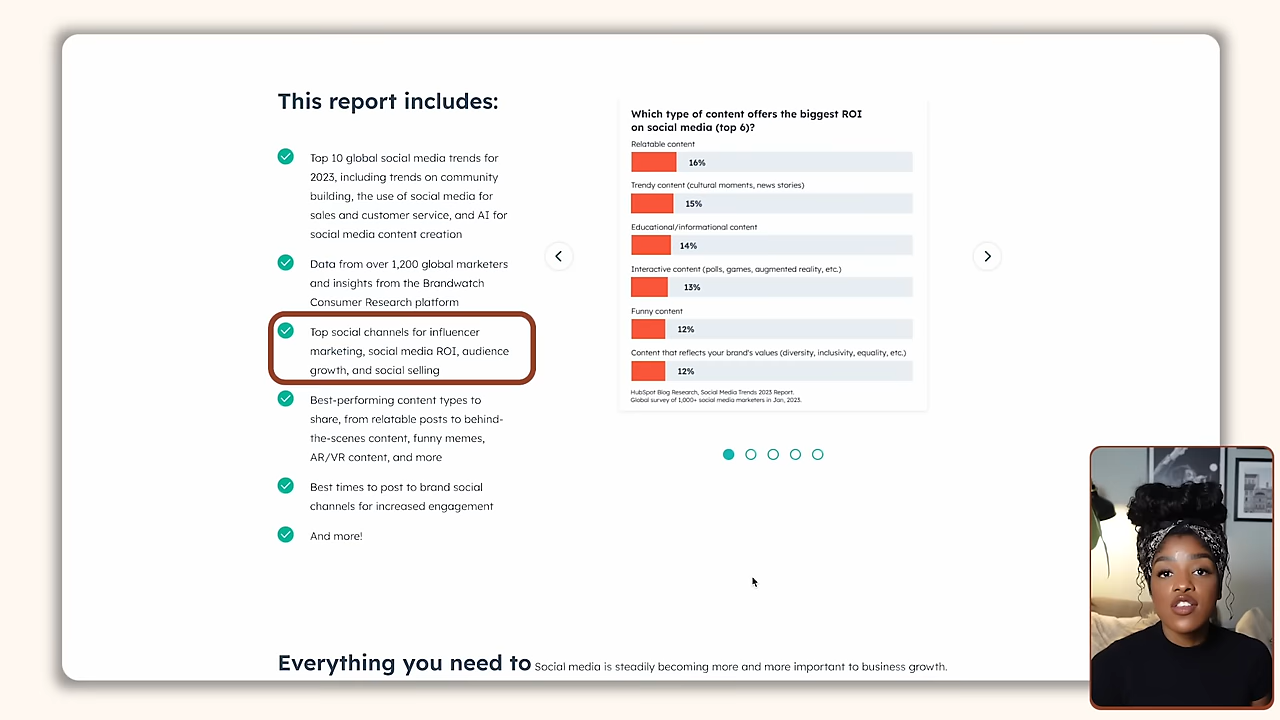 This report includes:
Top 10 global social media trends for
2023, including trends on community
building, the use of social media for
sales and customer service, and AI for
social media content creation
Data from over 1,200 global marketers
and insights from the Brandwatch
Consumer Research platform
Top social channels for influencer
marketing, social media ROI, audience
growth, and social selling
Best-performing content types to
share, from relatable posts to behind-
the-scenes content, funny memes,
AR/VR content, and more
Best times to post to brand social
channels for increased engagement
And more!
Which type of content offers the biggest ROI
on social media (top 6)?
Relatable content
16%
Trendy content (cultural moments, news stories)
15%
Educational/informational content
14%
Interactive content (polls, games, augmented reality, etc.)
13%
Funny content
12%
Content that reflects your brand's values (diversity, inclusivity, equality, etc.)
12%
HubSpot Blog Research, Social Media Trends 2023 Report.
Global survey of 1,000+ social media marketers in Jan, 2023.
Everything you need to
Social media is steadily becoming more and more important to business growth.